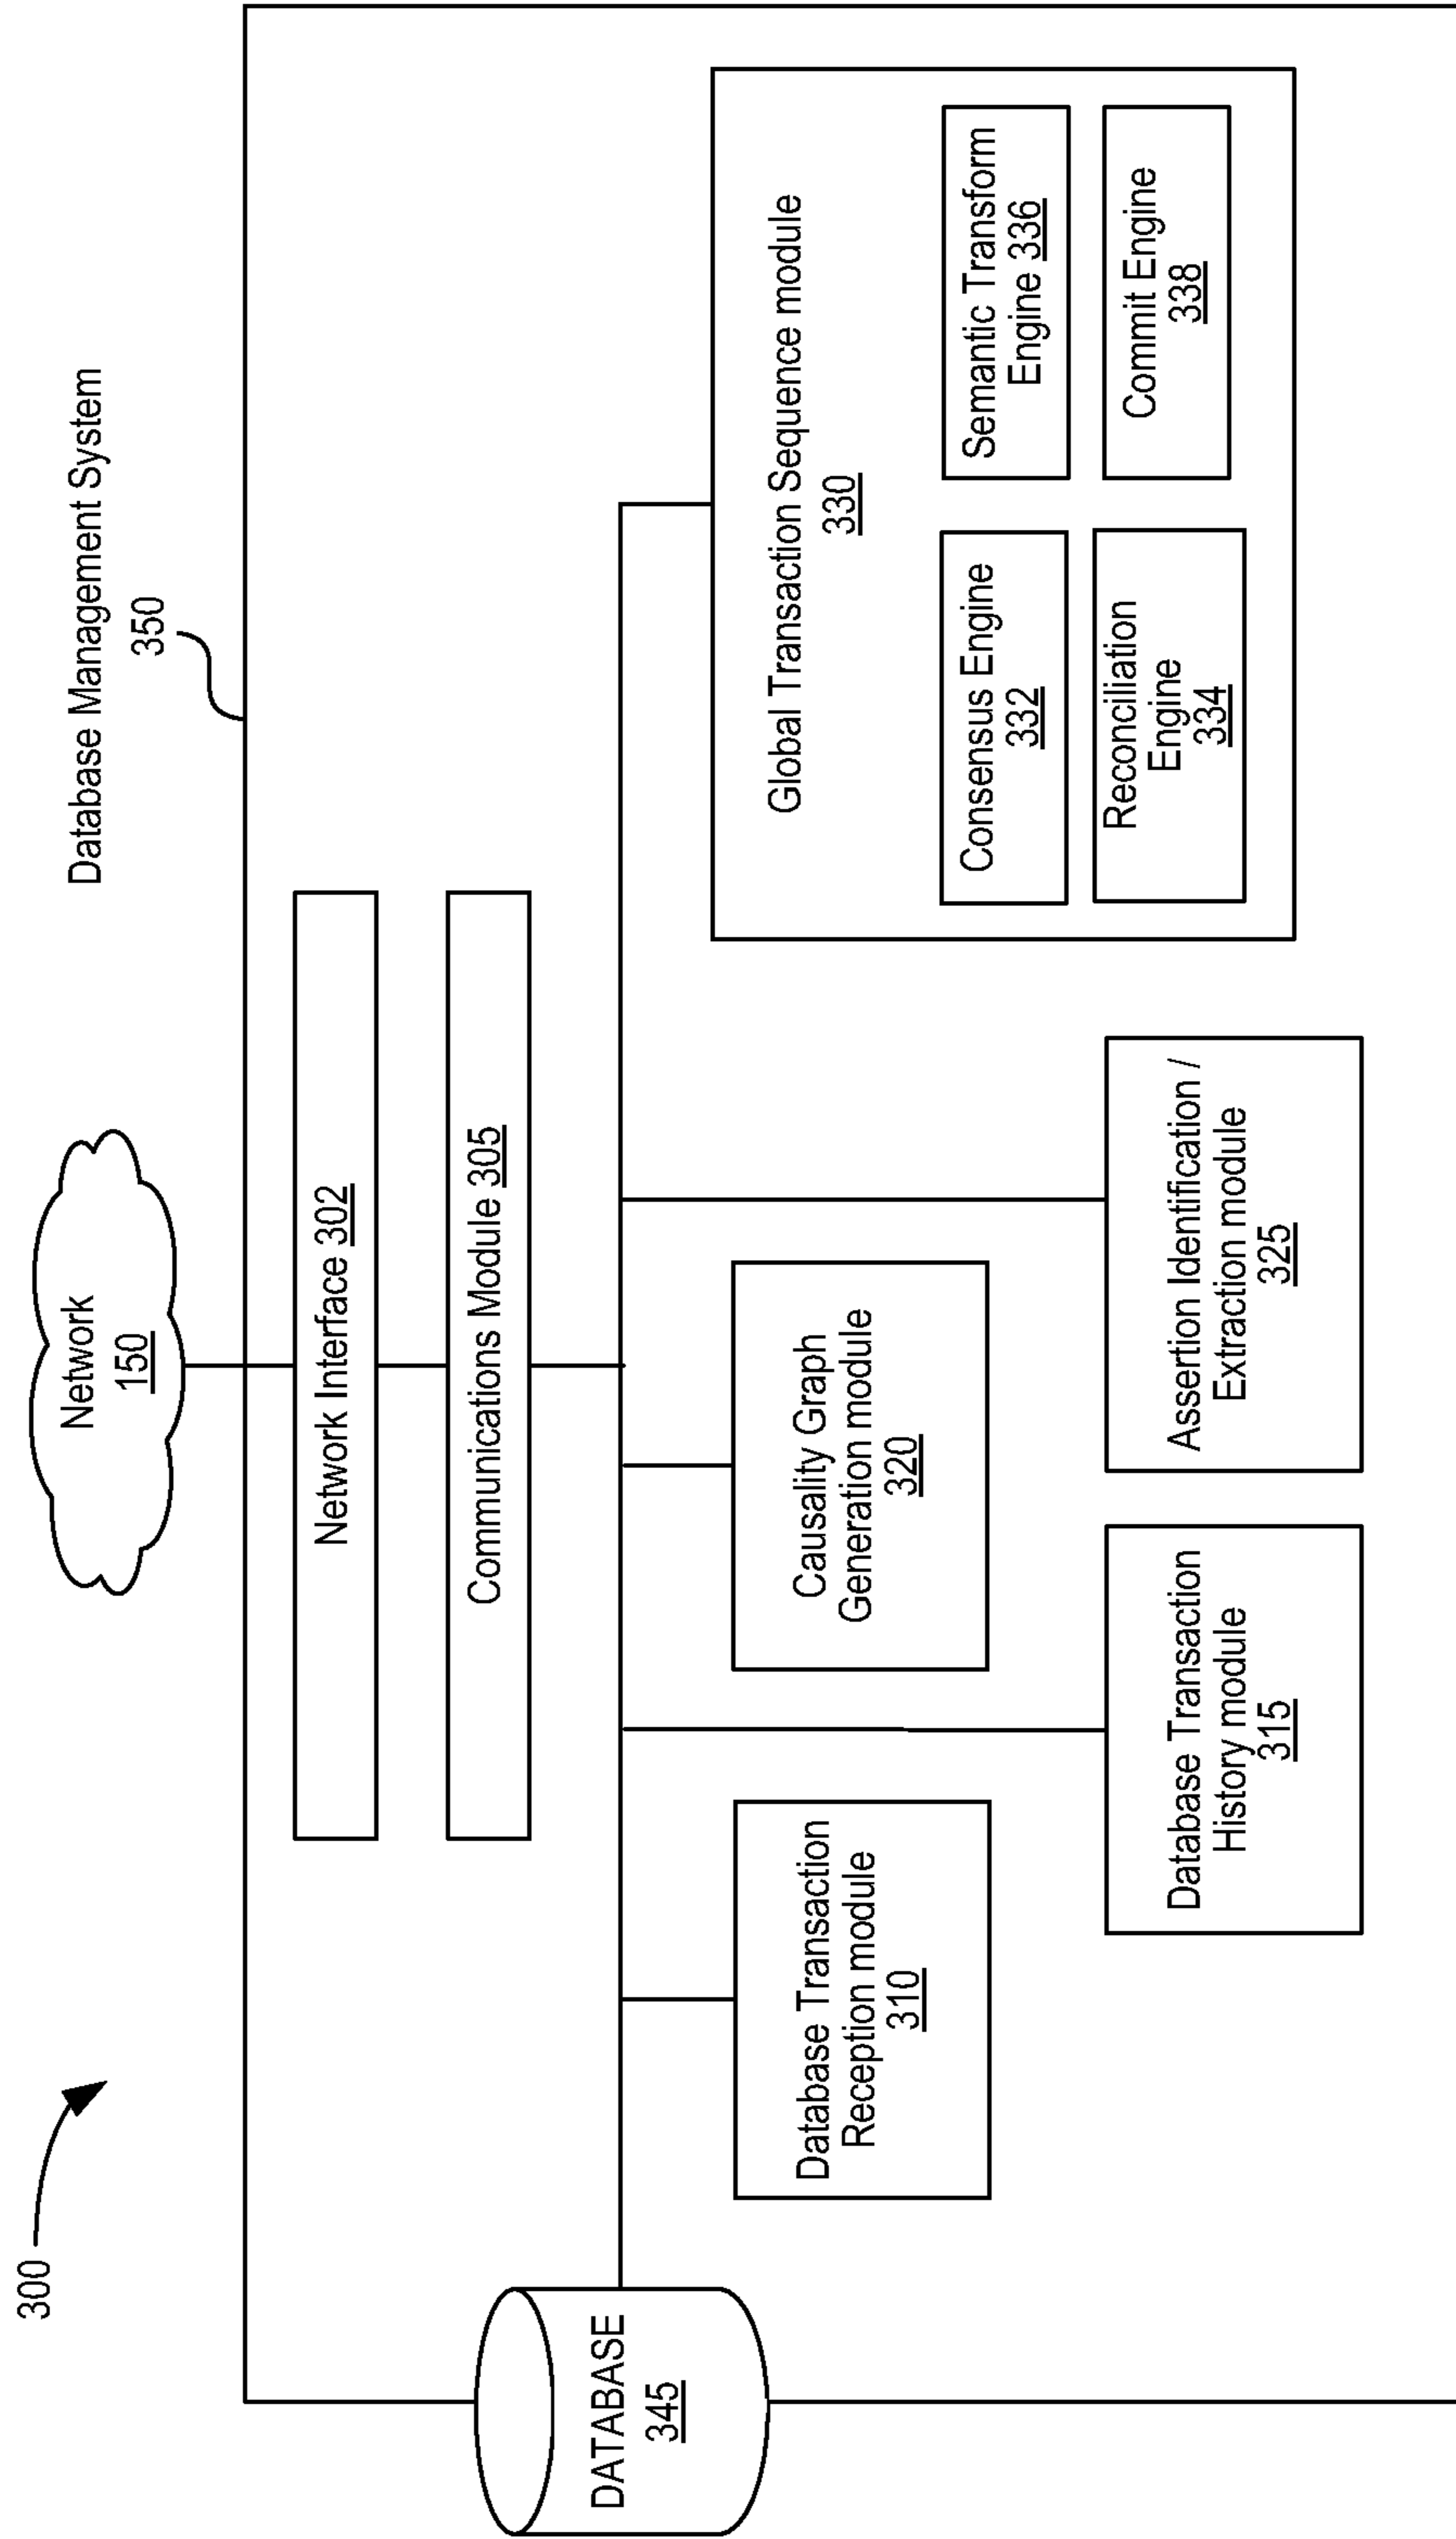 300
Network
150
Database Management System
350
Network Interface 302
Communications Module 305
DATABASE
345
Database Transaction
Reception module
310
Causality Graph
Generation module
320
Global Transaction Sequence module
330
Consensus Engine
332
Semantic Transform
Engine 336
Reconciliation
Engine
334
Commit Engine
338
Database Transaction
History module
315
Assertion Identification /
Extraction module
325